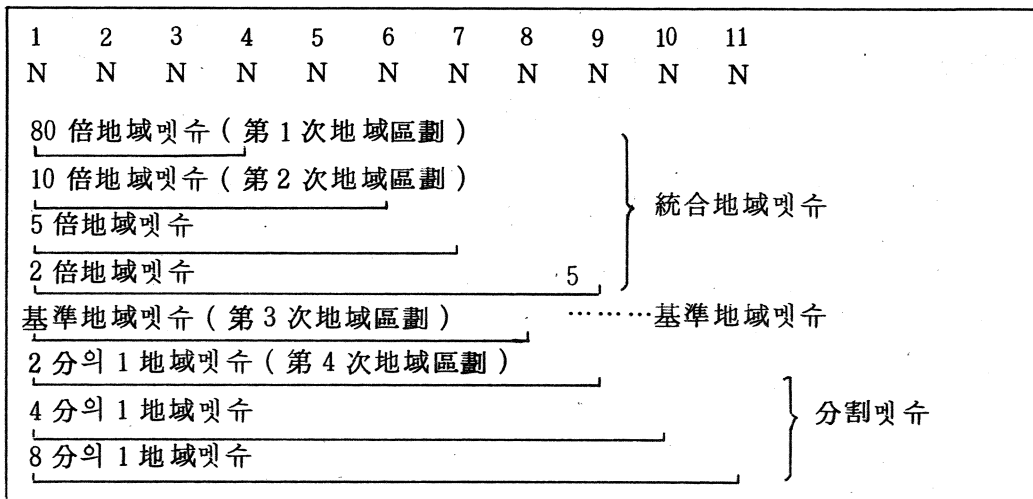 1 2 3 4 5 6 7 8 9 10 11
N N N N N N N N N N N
80 倍地域멧슈 ( 第 1 次地域區劃 )
10 倍地域멧슈 ( 第 2 次地域區劃 )
統合地域멧슈
5 倍地域멧슈
2 倍地域멧슈 5
基準地域멧슈 ( 第 3 次地域區劃 ) ………基準地域멧슈
2 分의 1 地域멧슈 ( 第 4 次地域區劃 )
4 分의 1 地域멧슈 分割멧슈
8 分의 1 地域멧슈